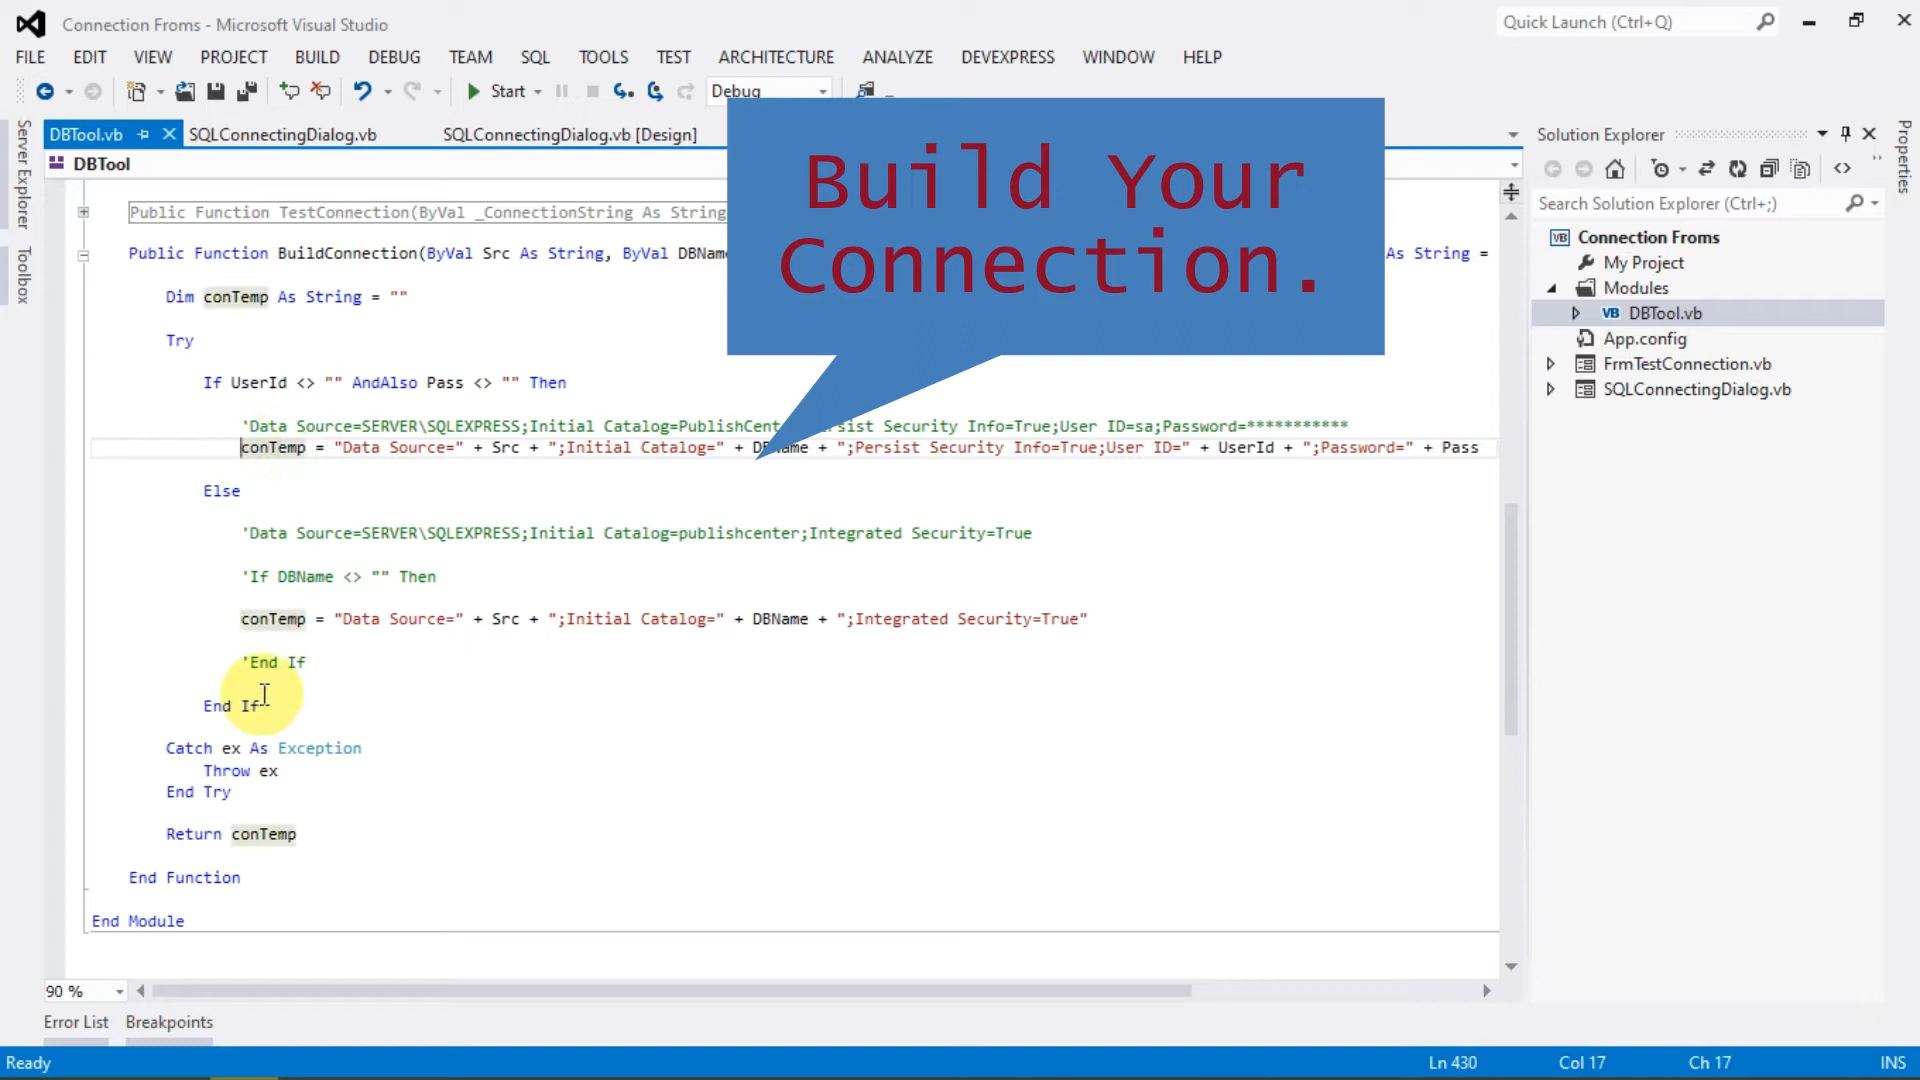 Connection Froms - Microsoft Visual Studio
Quick Launch (Ctrl+Q)
FILE EDIT VIEW PROJECT BUILD DEBUG TEAM SQL TOOLS TEST ARCHITECTURE ANALYZE DEVEXPRESS WINDOW HELP
Start Debug
DBTool.vb SQLConnectingDialog.vb SQLConnectingDialog.vb [Design]
DBTool
Build Your
Connection.
Server Explorer
Toolbox
Public Function TestConnection(ByVal _ConnectionString As String
Public Function BuildConnection(ByVal Src As String, ByVal DBName As String =
Dim conTemp As String = ""
Try
If UserId <> "" AndAlso Pass <> "" Then
'Data Source=SERVER\SQLEXPRESS;Initial Catalog=PublishCent rsist Security Info=True;User ID=sa;Password=***********
conTemp = "Data Source=" + Src + ";Initial Catalog=" + DBName + ";Persist Security Info=True;User ID=" + UserId + ";Password=" + Pass
Else
'Data Source=SERVER\SQLEXPRESS;Initial Catalog=publishcenter;Integrated Security=True
'If DBName <> "" Then
conTemp = "Data Source=" + Src + ";Initial Catalog=" + DBName + ";Integrated Security=True"
'End If
End If
Catch ex As Exception
Throw ex
End Try
Return conTemp
End Function
End Module
90 %
Error List Breakpoints
Ready Ln 430 Col 17 Ch 17 INS
Solution Explorer
Search Solution Explorer (Ctrl+;)
Connection Froms
My Project
Modules
DBTool.vb
App.config
FrmTestConnection.vb
SQLConnectingDialog.vb
Properties